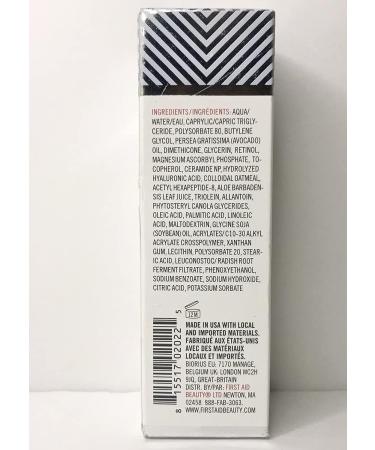 INGREDIENTS/INGRÉDIENTS: AQUA/
WATER/EAU, CAPRYLIC/CAPRIC TRIGLY-
CERIDE, POLYSORBATE 80, BUTYLENE
GLYCOL, PERSEA GRATISSIMA (AVOCADO)
OIL, DIMETHICONE, GLYCERIN, RETINOL,
MAGNESIUM ASCORBYL PHOSPHATE, TO-
COPHEROL, CERAMIDE NP, HYDROLYZED
HYALURONIC ACID, COLLOIDAL OATMEAL,
ACETYL HEXAPEPTIDE-8, ALOE BARBADEN-
SIS LEAF JUICE, TRIOLEIN, ALLANTOIN,
PHYTOSTERYL CANOLA GLYCERIDES,
OLEIC ACID, PALMITIC ACID, LINOLEIC
ACID, MALTODEXTRIN, GLYCINE SOJA
(SOYBEAN) OIL, ACRYLATES/ C10-30 ALKYL
ACRYLATE CROSSPOLYMER, XANTHAN
GUM, LECITHIN, POLYSORBATE 20, STEAR-
IC ACID, LEUCONOSTOC/ RADISH ROOT
FERMENT FILTRATE, PHENOXYETHANOL,
SODIUM BENZOATE, SODIUM HYDROXIDE,
CITRIC ACID, POTASSIUM SORBATE
12M
MADE IN USA WITH LOCAL
AND IMPORTED MATERIALS.
FABRIQUÉ AUX ÉTATS-UNIS
AVEC DES MATÉRIAUX
LOCAUX ET IMPORTÉS.
BIORIUS EU: 7170 MANAGE,
BELGIUM UK: LONDON WC2H
9JQ, GREAT-BRITAIN
DISTR. BY/PAR: FIRST AID
BEAUTY® LTD NEWTON, MA
02458. 888-FAB-3063.
WWW.FIRSTAIDBEAUTY.COM
8 15517 02022 5